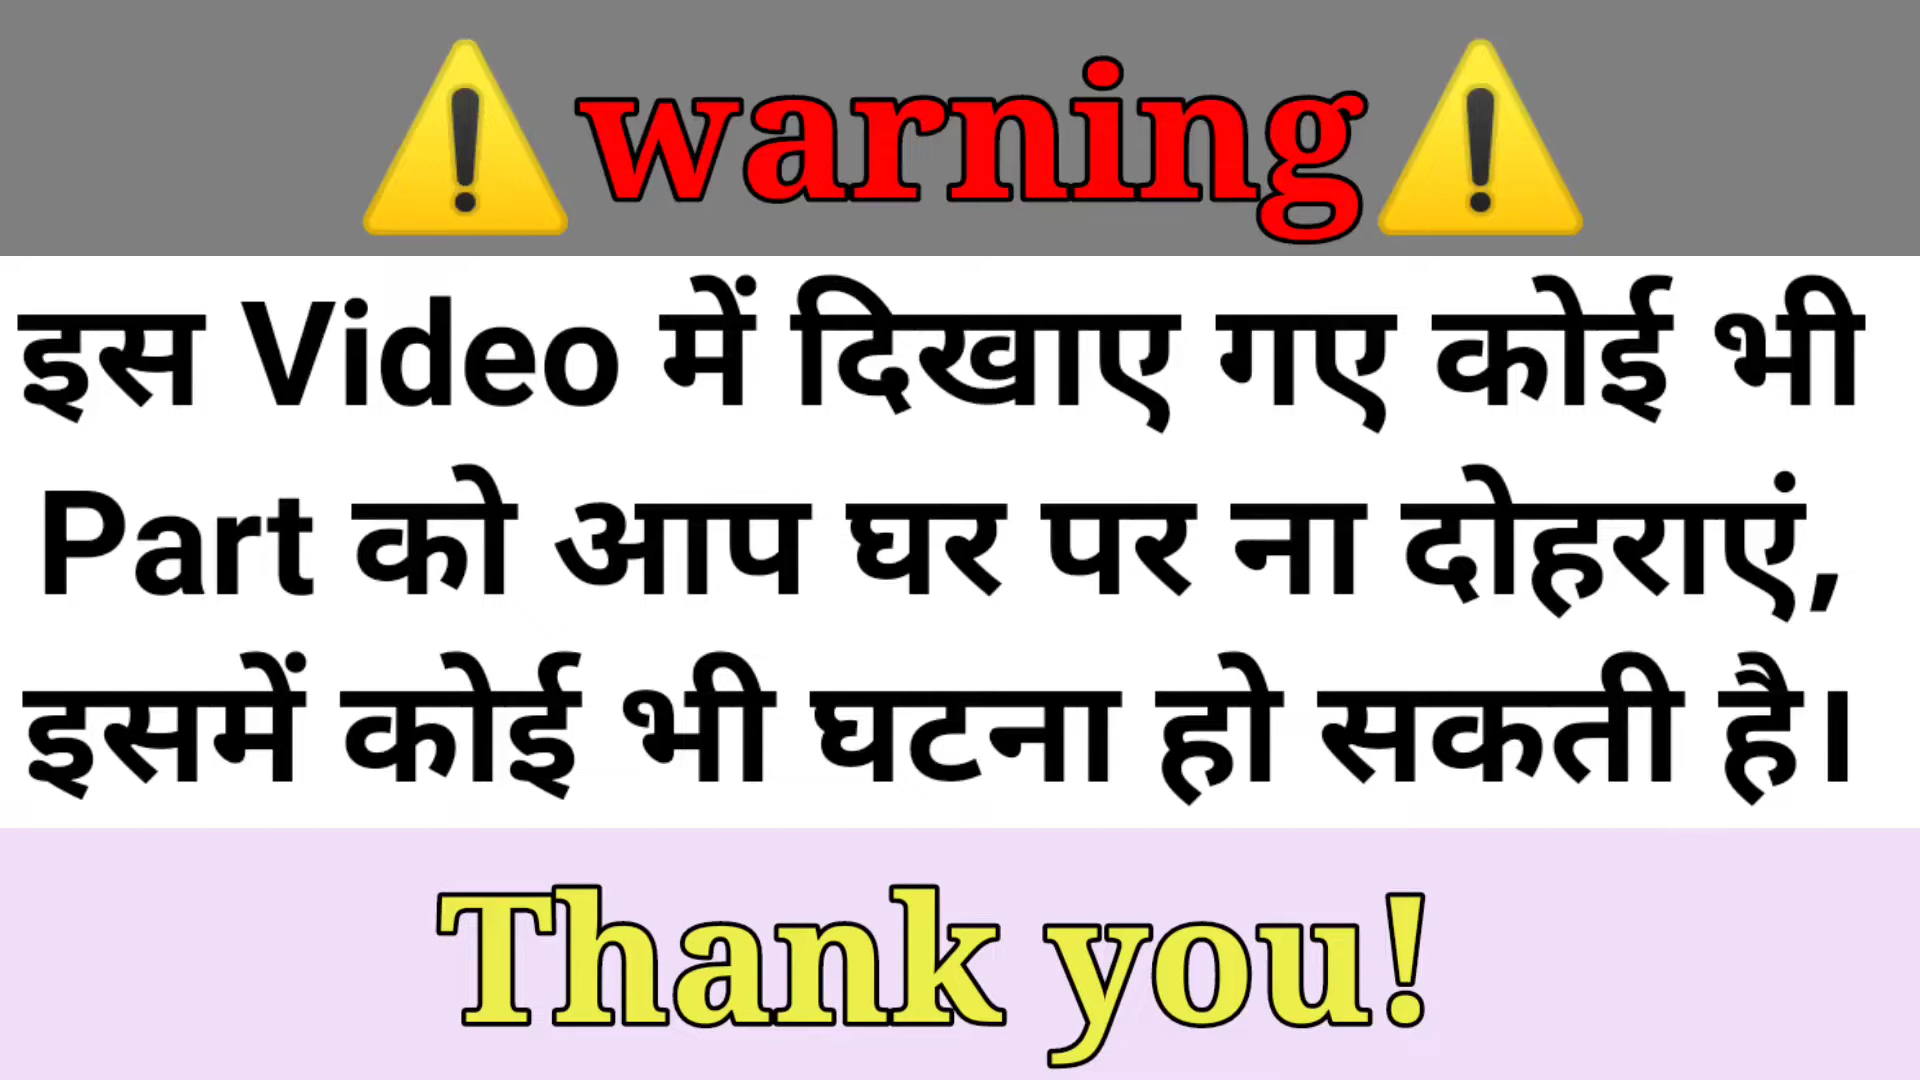 ⚠️warning⚠️
इस Video में दिखाए गए कोई भी
Part को आप घर पर ना दोहराएं,
इसमें कोई भी घटना हो सकती है।
Thank you!